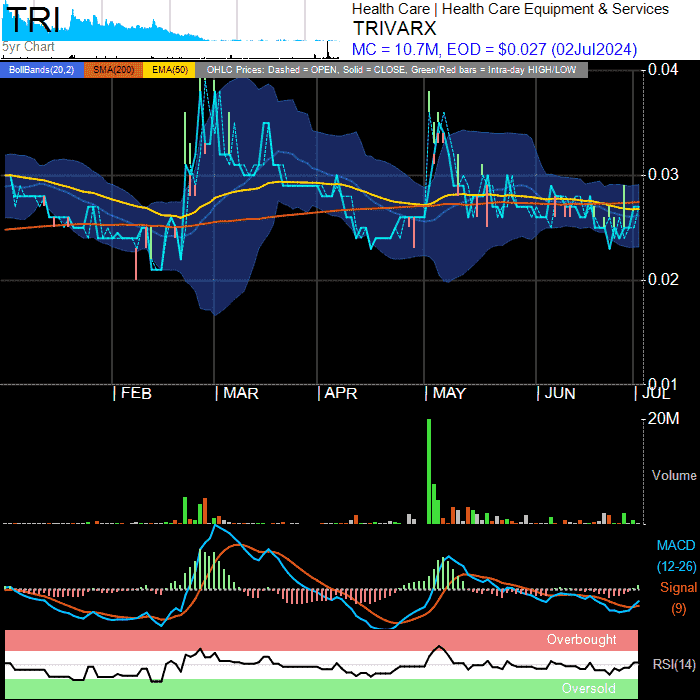 TRI
5yr Chart
Health Care | Health Care Equipment & Services
TRIVARX
MC = 10.7M, EOD = $0.027 (02Jul2024)
BollBands(20,2) SMA(200) EMA(50) OHLC Prices: Dashed = OPEN, Solid = CLOSE, Green/Red bars = Intra-day HIGH/LOW
0.04
0.03
0.02
0.01
FEB MAR APR MAY JUN JUL
20M
Volume
MACD
(12-26)
Signal
(9)
Overbought
RSI(14)
Oversold